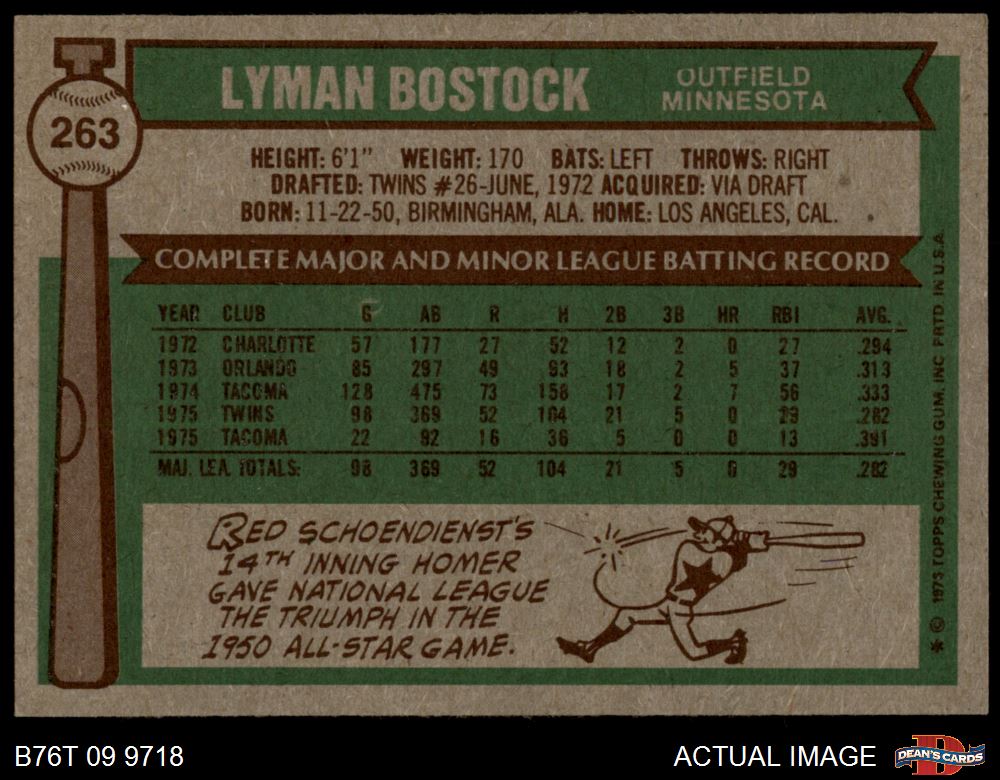 263
LYMAN BOSTOCK
OUTFIELD
MINNESOTA
HEIGHT: 6'1" WEIGHT: 170 BATS: LEFT THROWS: RIGHT
DRAFTED: TWINS #26-JUNE, 1972 ACQUIRED: VIA DRAFT
BORN: 11-22-50, BIRMINGHAM, ALA. HOME: LOS ANGELES, CAL.
COMPLETE MAJOR AND MINOR LEAGUE BATTING RECORD
YEAR CLUB G AB R H 2B 3B HR RBI AVG.
1972 CHARLOTTE 57 177 27 52 12 2 0 27 .294
1973 ORLANDO 85 297 49 93 18 2 5 37 .313
1974 TACOMA 128 475 73 158 17 2 7 56 .333
1975 TWINS 98 369 52 104 21 5 0 29 .282
1975 TACOMA 22 92 16 36 5 0 0 13 .391
MAJ. LEA. TOTALS: 98 369 52 104 21 5 0 29 .282
RED SCHOENDIENST'S
14TH INNING HOMER
GAVE NATIONAL LEAGUE
THE TRIUMPH IN THE
1950 ALL-STAR GAME.
* © 1975 TOPPS CHEWING GUM, INC. PRTD. IN U.S.A.
B76T 09 9718
ACTUAL IMAGE
D
DEAN'S CARDS